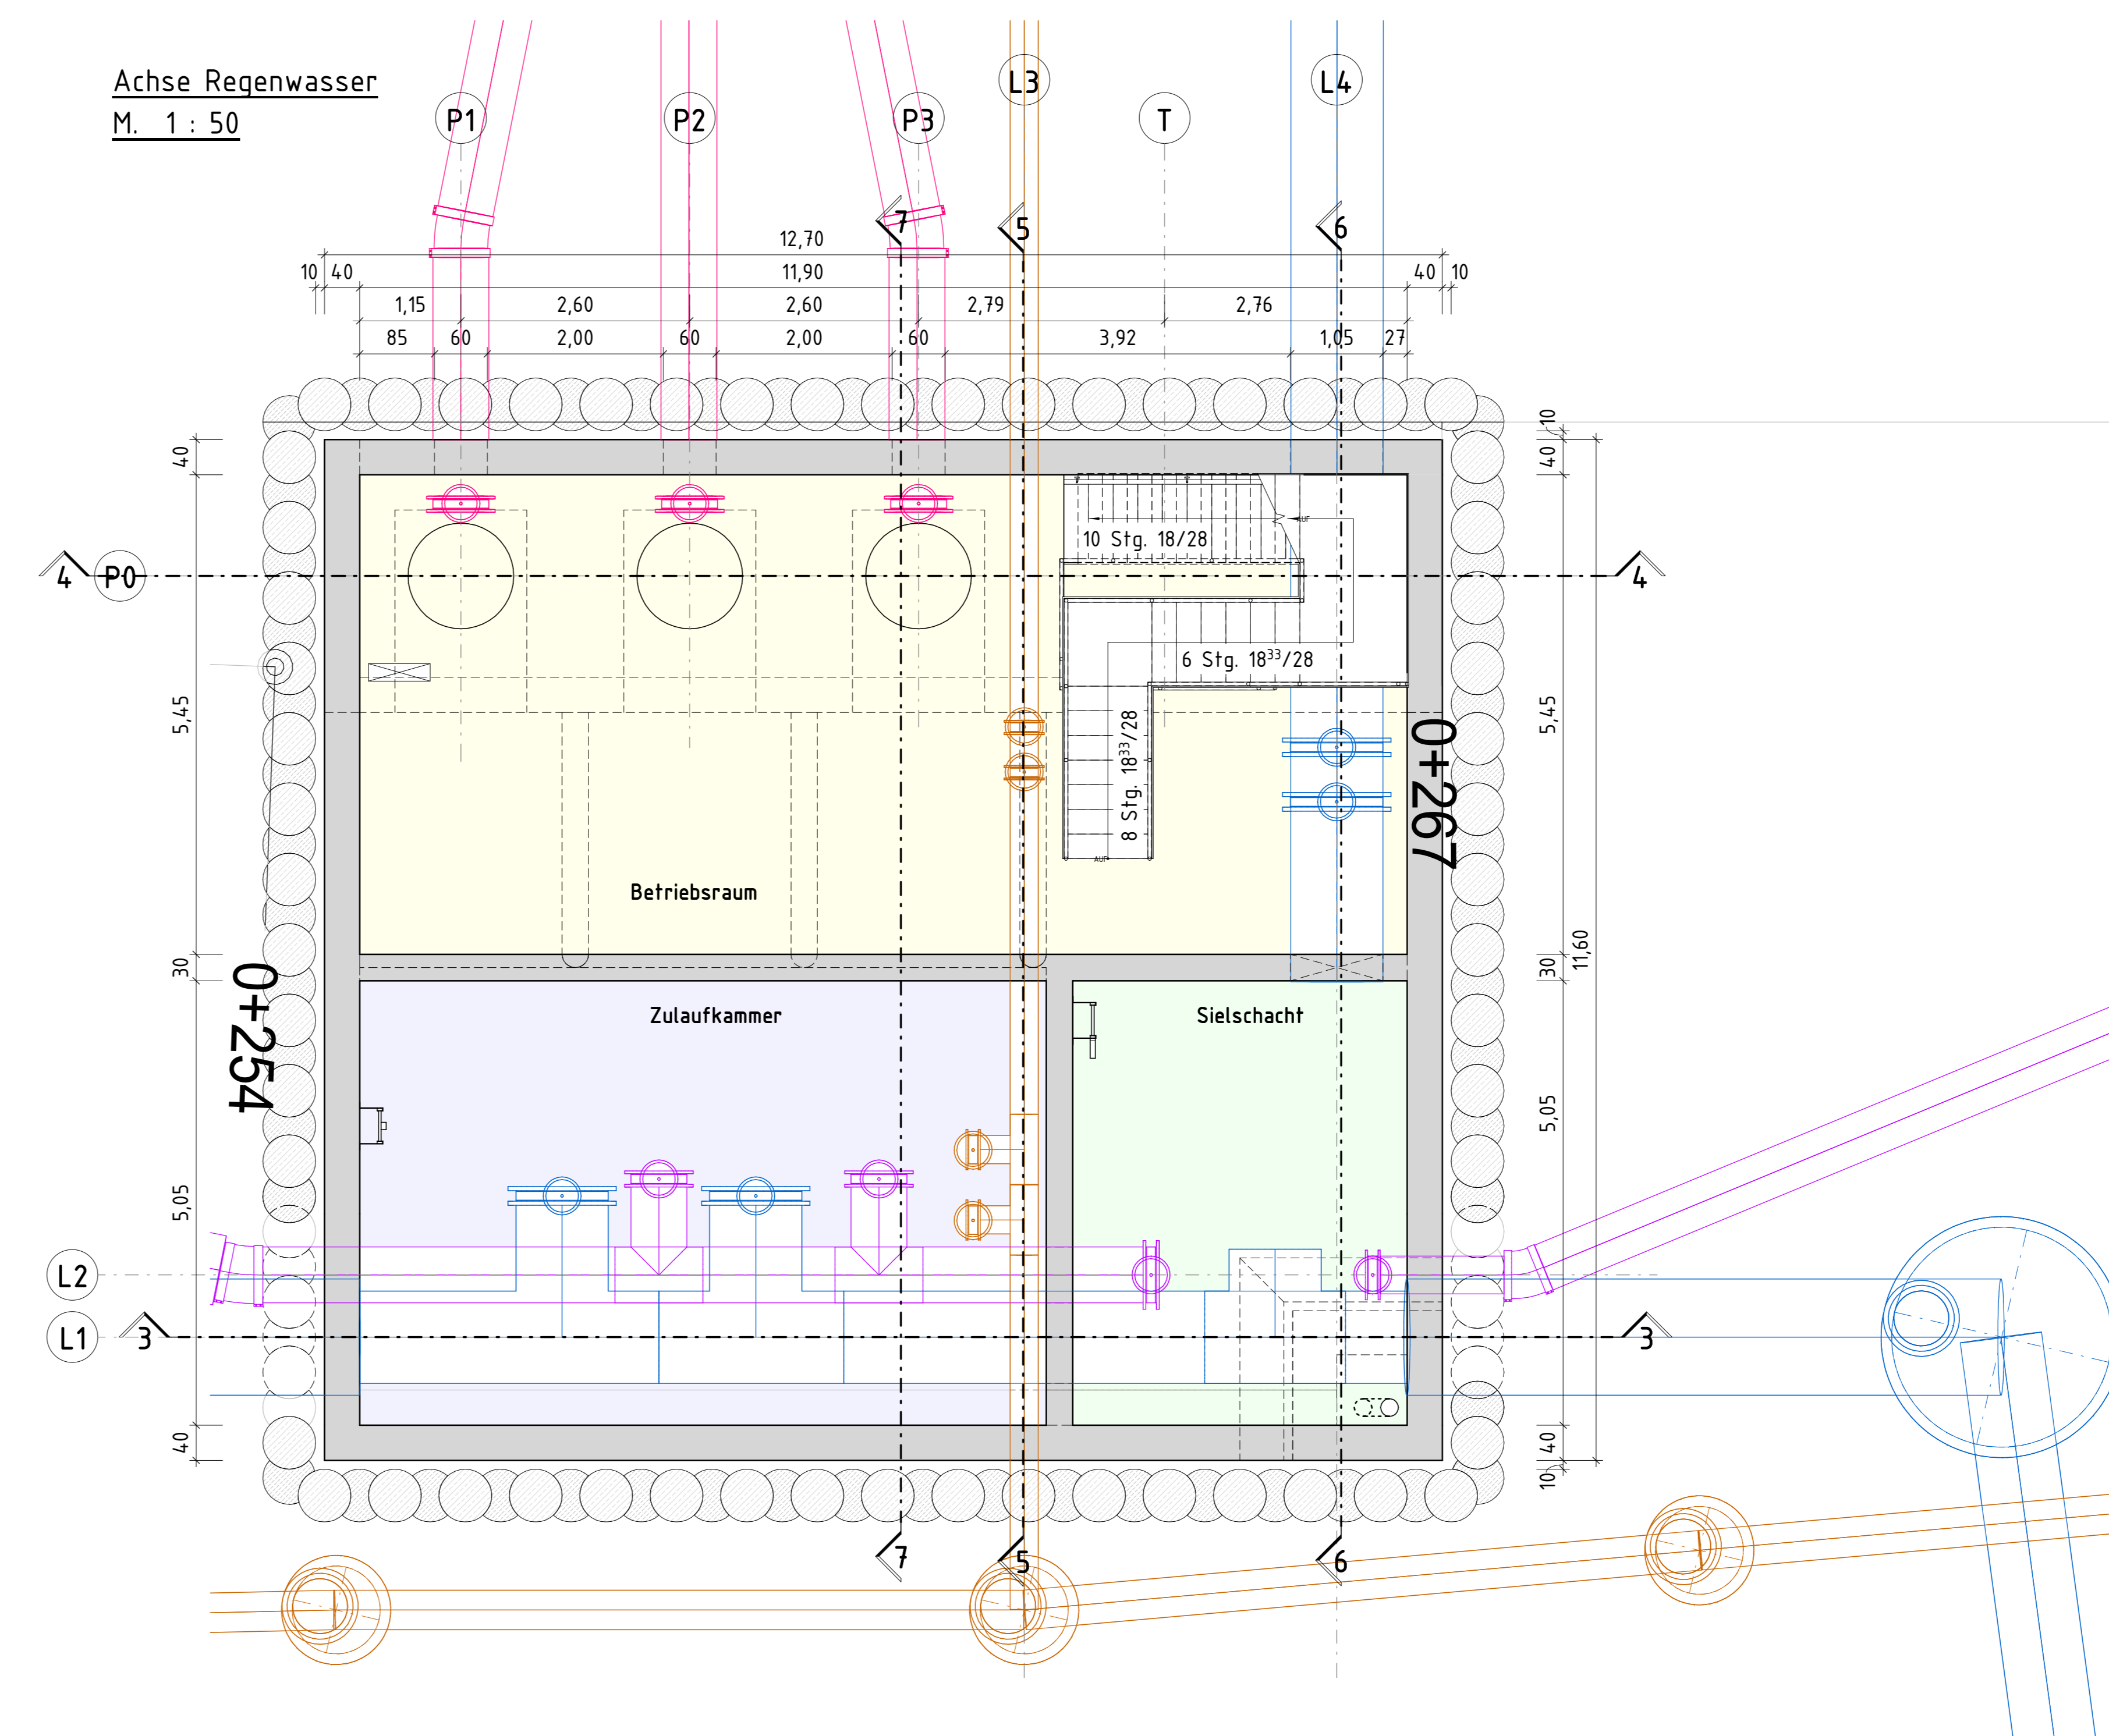 Achse Regenwasser
M. 1 : 50
P1
P2
P3
L3
T
L4
7
5
6
12,70
10
40
11,90
40
10
1,15
2,60
2,60
2,79
2,76
85
60
2,00
60
2,00
60
3,92
1,05
27
40
10
40
10 Stg. 18/28
AUF
4
P0
4
6 Stg. 18³³/28
5,45
5,45
8 Stg. 18³³/28
AUF
0+267
Betriebsraum
30
30
11,60
0+254
Zulaufkammer
Sielschacht
5,05
5,05
L2
L1
3
3
40
40
10
7
5
6